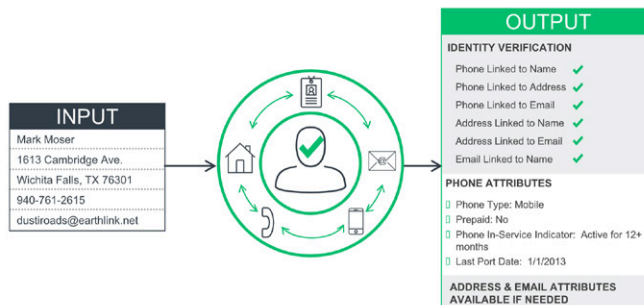 INPUT
Mark Moser
1613 Cambridge Ave.
Wichita Falls, TX 76301
940-761-2615
dustiroads@earthlink.net
OUTPUT
IDENTITY VERIFICATION
Phone Linked to Name ✔
Phone Linked to Address ✔
Phone Linked to Email ✔
Address Linked to Name ✔
Address Linked to Email ✔
Email Linked to Name ✔
PHONE ATTRIBUTES
▯ Phone Type: Mobile
▯ Prepaid: No
▯ Phone In-Service Indicator: Active for 12+
months
▯ Last Port Date: 1/1/2013
ADDRESS & EMAIL ATTRIBUTES
AVAILABLE IF NEEDED